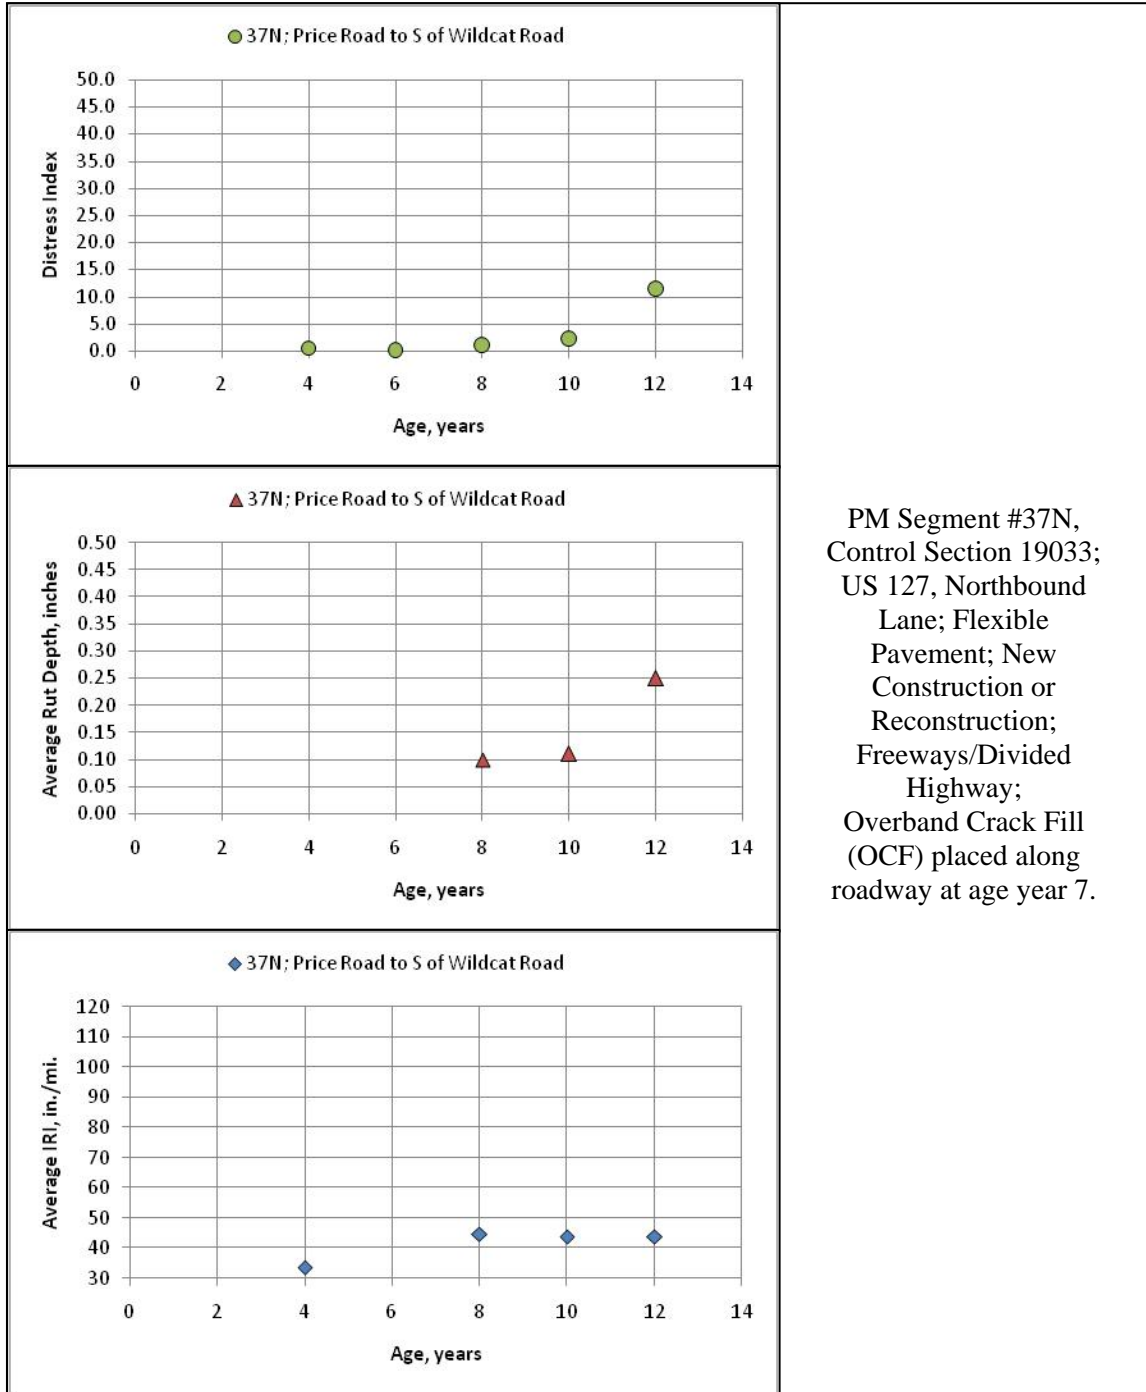 37N; Price Road to S of Wildcat Road
50.0
45.0
40.0
35.0
30.0
25.0
20.0
15.0
10.0
5.0
0.0
Distress Index
0 2 4 6 8 10 12 14
Age, years
37N; Price Road to S of Wildcat Road
0.50
0.45
0.40
0.35
0.30
0.25
0.20
0.15
0.10
0.05
0.00
Average Rut Depth, inches
0 2 4 6 8 10 12 14
Age, years
37N; Price Road to S of Wildcat Road
120
110
100
90
80
70
60
50
40
30
Average IRI, in./mi.
0 2 4 6 8 10 12 14
Age, years
PM Segment #37N,
Control Section 19033;
US 127, Northbound
Lane; Flexible
Pavement; New
Construction or
Reconstruction;
Freeways/Divided
Highway;
Overband Crack Fill
(OCF) placed along
roadway at age year 7.